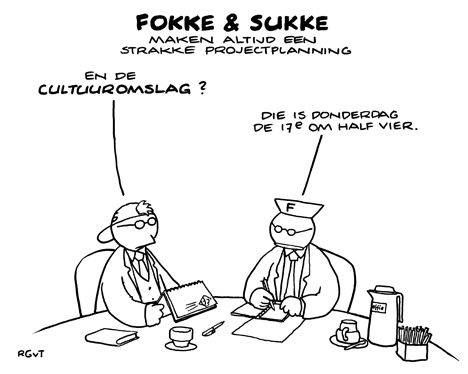 FOKKE & SUKKE
MAKEN ALTIJD EEN
STRAKKE PROJECTPLANNING
EN DE
CULTUUROMSLAG ?
DIE IS DONDERDAG
DE 17e OM HALF VIER.
F
Koffie
RGvT